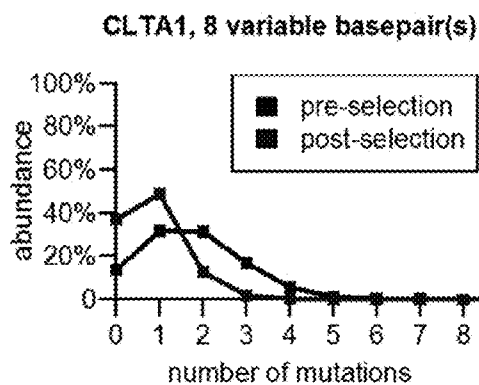 CLTA1, 8 variable basepair(s)
100%
80%
60%
40%
20%
0
abundance
pre-selection
post-selection
0 1 2 3 4 5 6 7 8
number of mutations